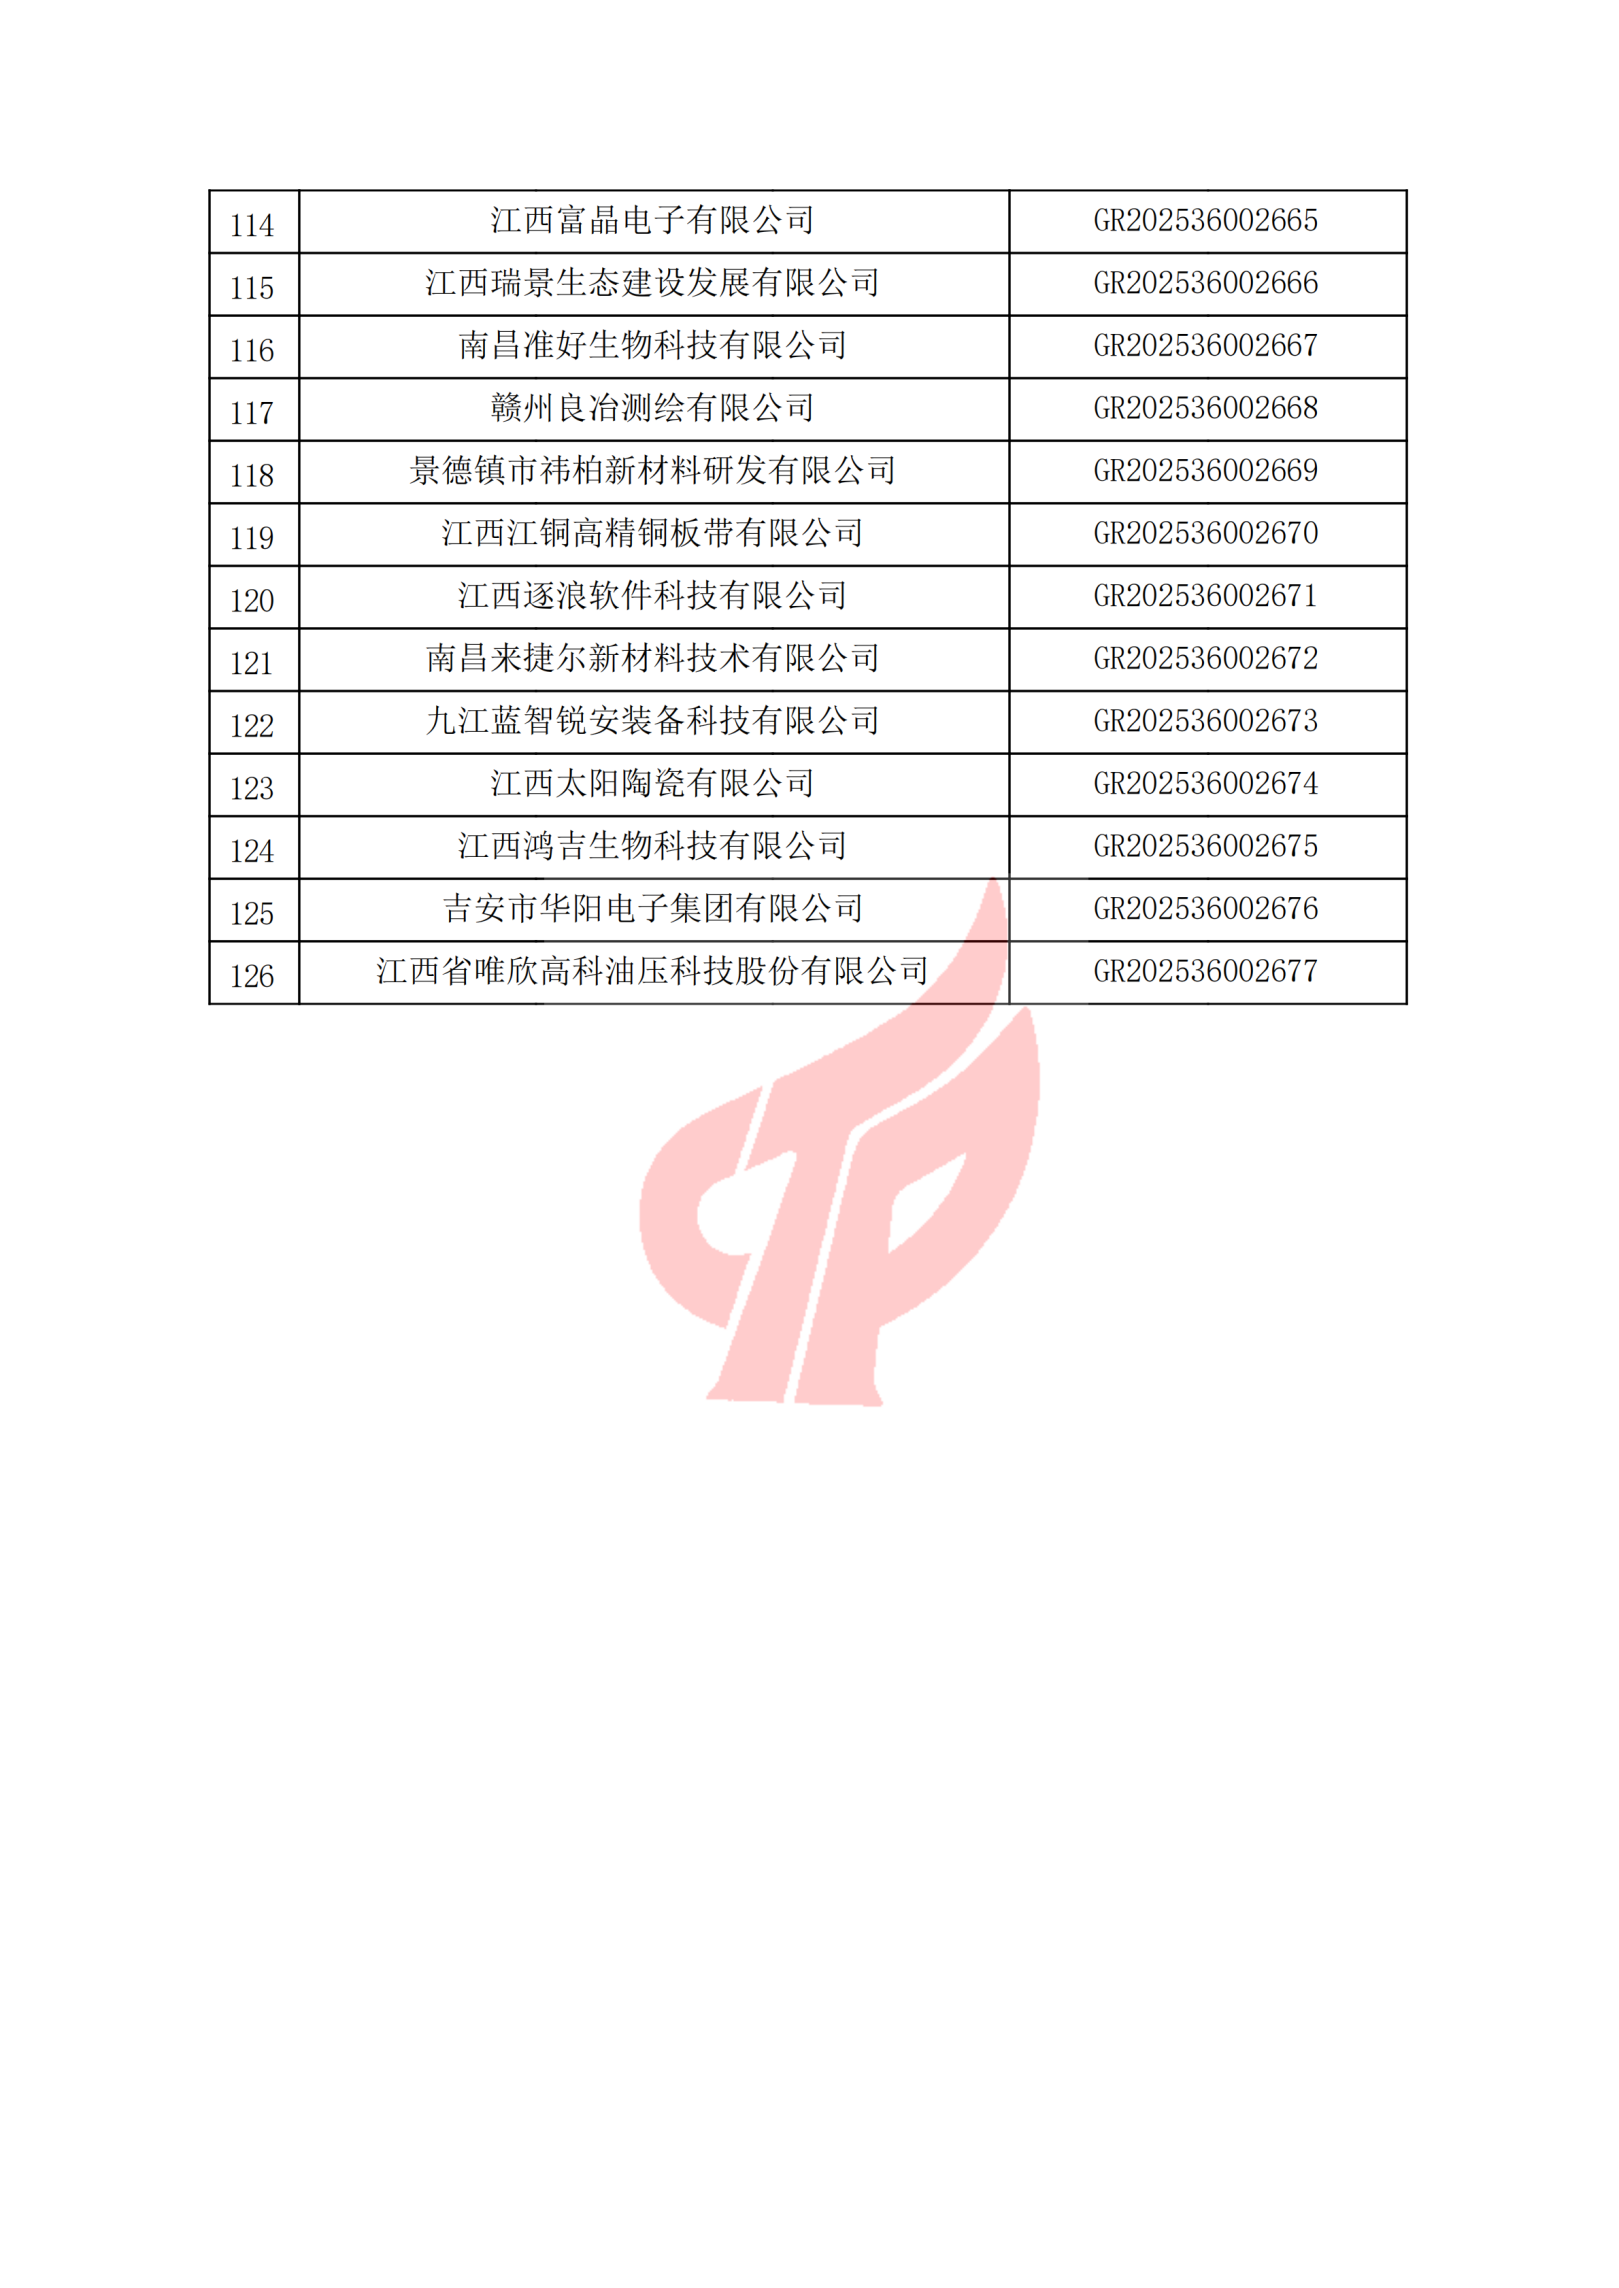 114 江西富晶电子有限公司 GR202536002665
115 江西瑞景生态建设发展有限公司 GR202536002666
116 南昌准好生物科技有限公司 GR202536002667
117 赣州良冶测绘有限公司 GR202536002668
118 景德镇市祎柏新材料研发有限公司 GR202536002669
119 江西江铜高精铜板带有限公司 GR202536002670
120 江西逐浪软件科技有限公司 GR202536002671
121 南昌来捷尔新材料技术有限公司 GR202536002672
122 九江蓝智锐安装备科技有限公司 GR202536002673
123 江西太阳陶瓷有限公司 GR202536002674
124 江西鸿吉生物科技有限公司 GR202536002675
125 吉安市华阳电子集团有限公司 GR202536002676
126 江西省唯欣高科油压科技股份有限公司 GR202536002677